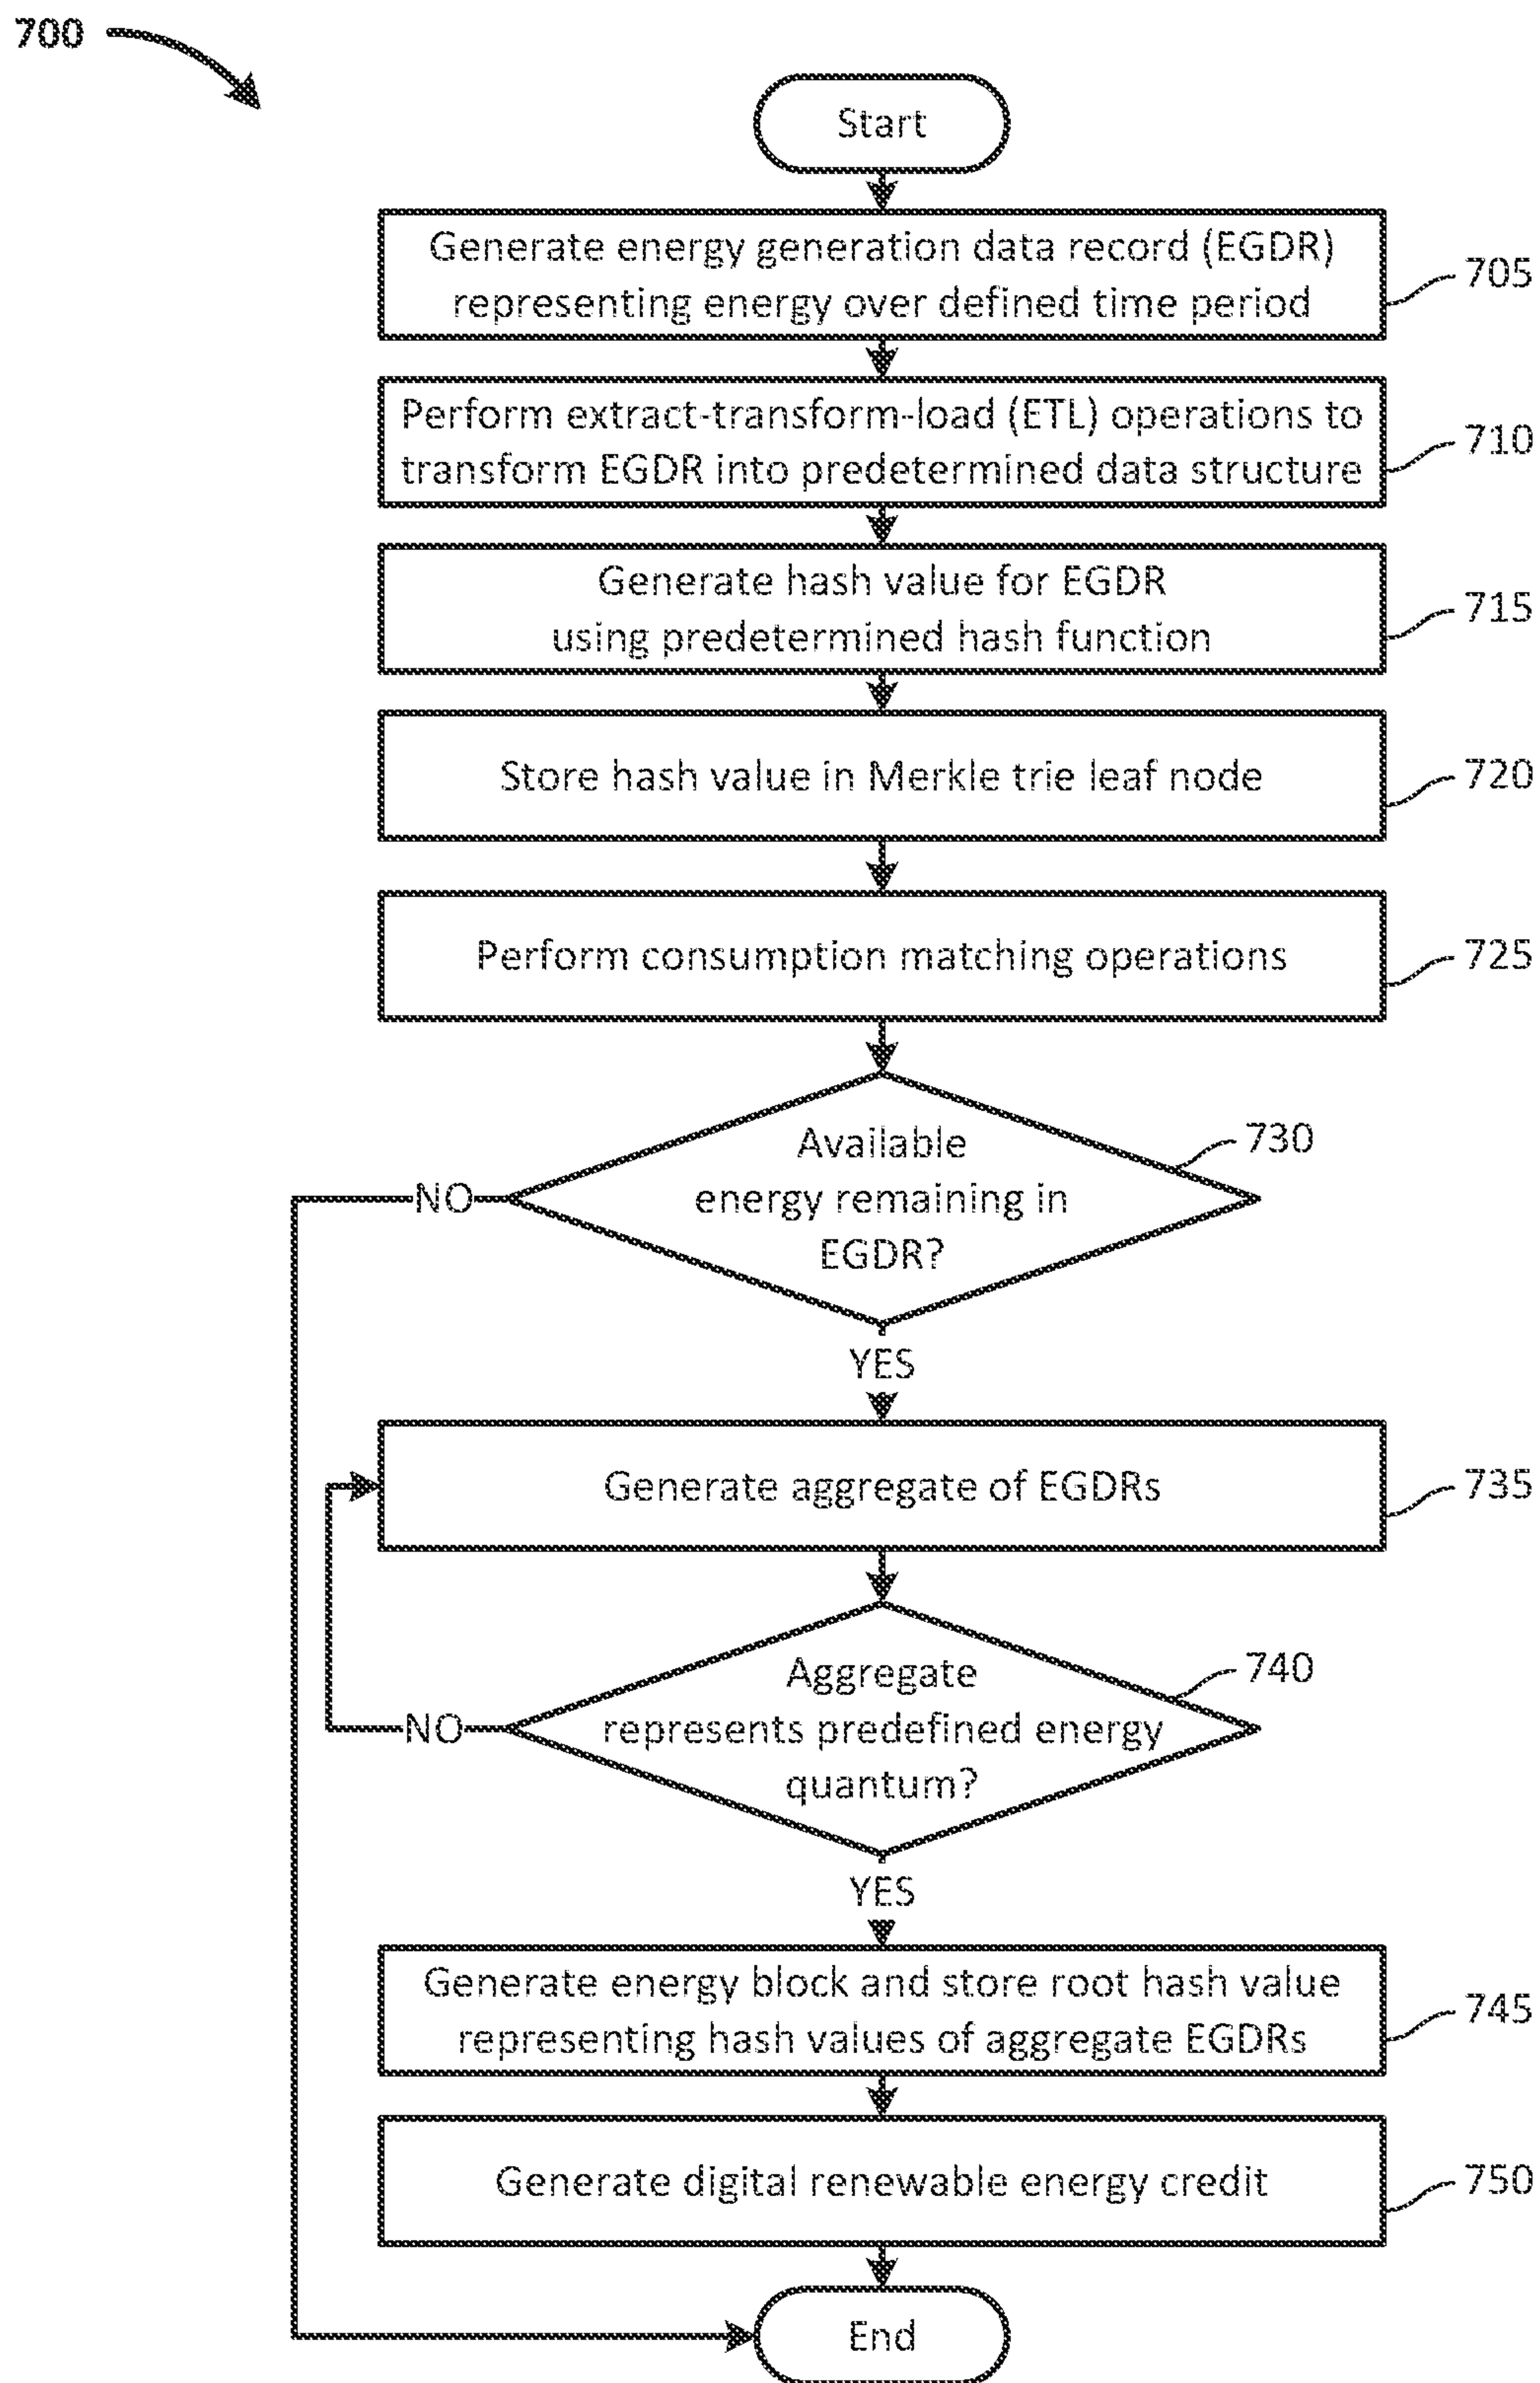 700
Start
Generate energy generation data record (EGDR)
representing energy over defined time period
705
Perform extract-transform-load (ETL) operations to
transform EGDR into predetermined data structure
710
Generate hash value for EGDR
using predetermined hash function
715
Store hash value in Merkle trie leaf node
720
Perform consumption matching operations
725
Available
energy remaining in
EGDR?
730
NO
YES
Generate aggregate of EGDRs
735
Aggregate
represents predefined energy
quantum?
740
NO
YES
Generate energy block and store root hash value
representing hash values of aggregate EGDRs
745
Generate digital renewable energy credit
750
End